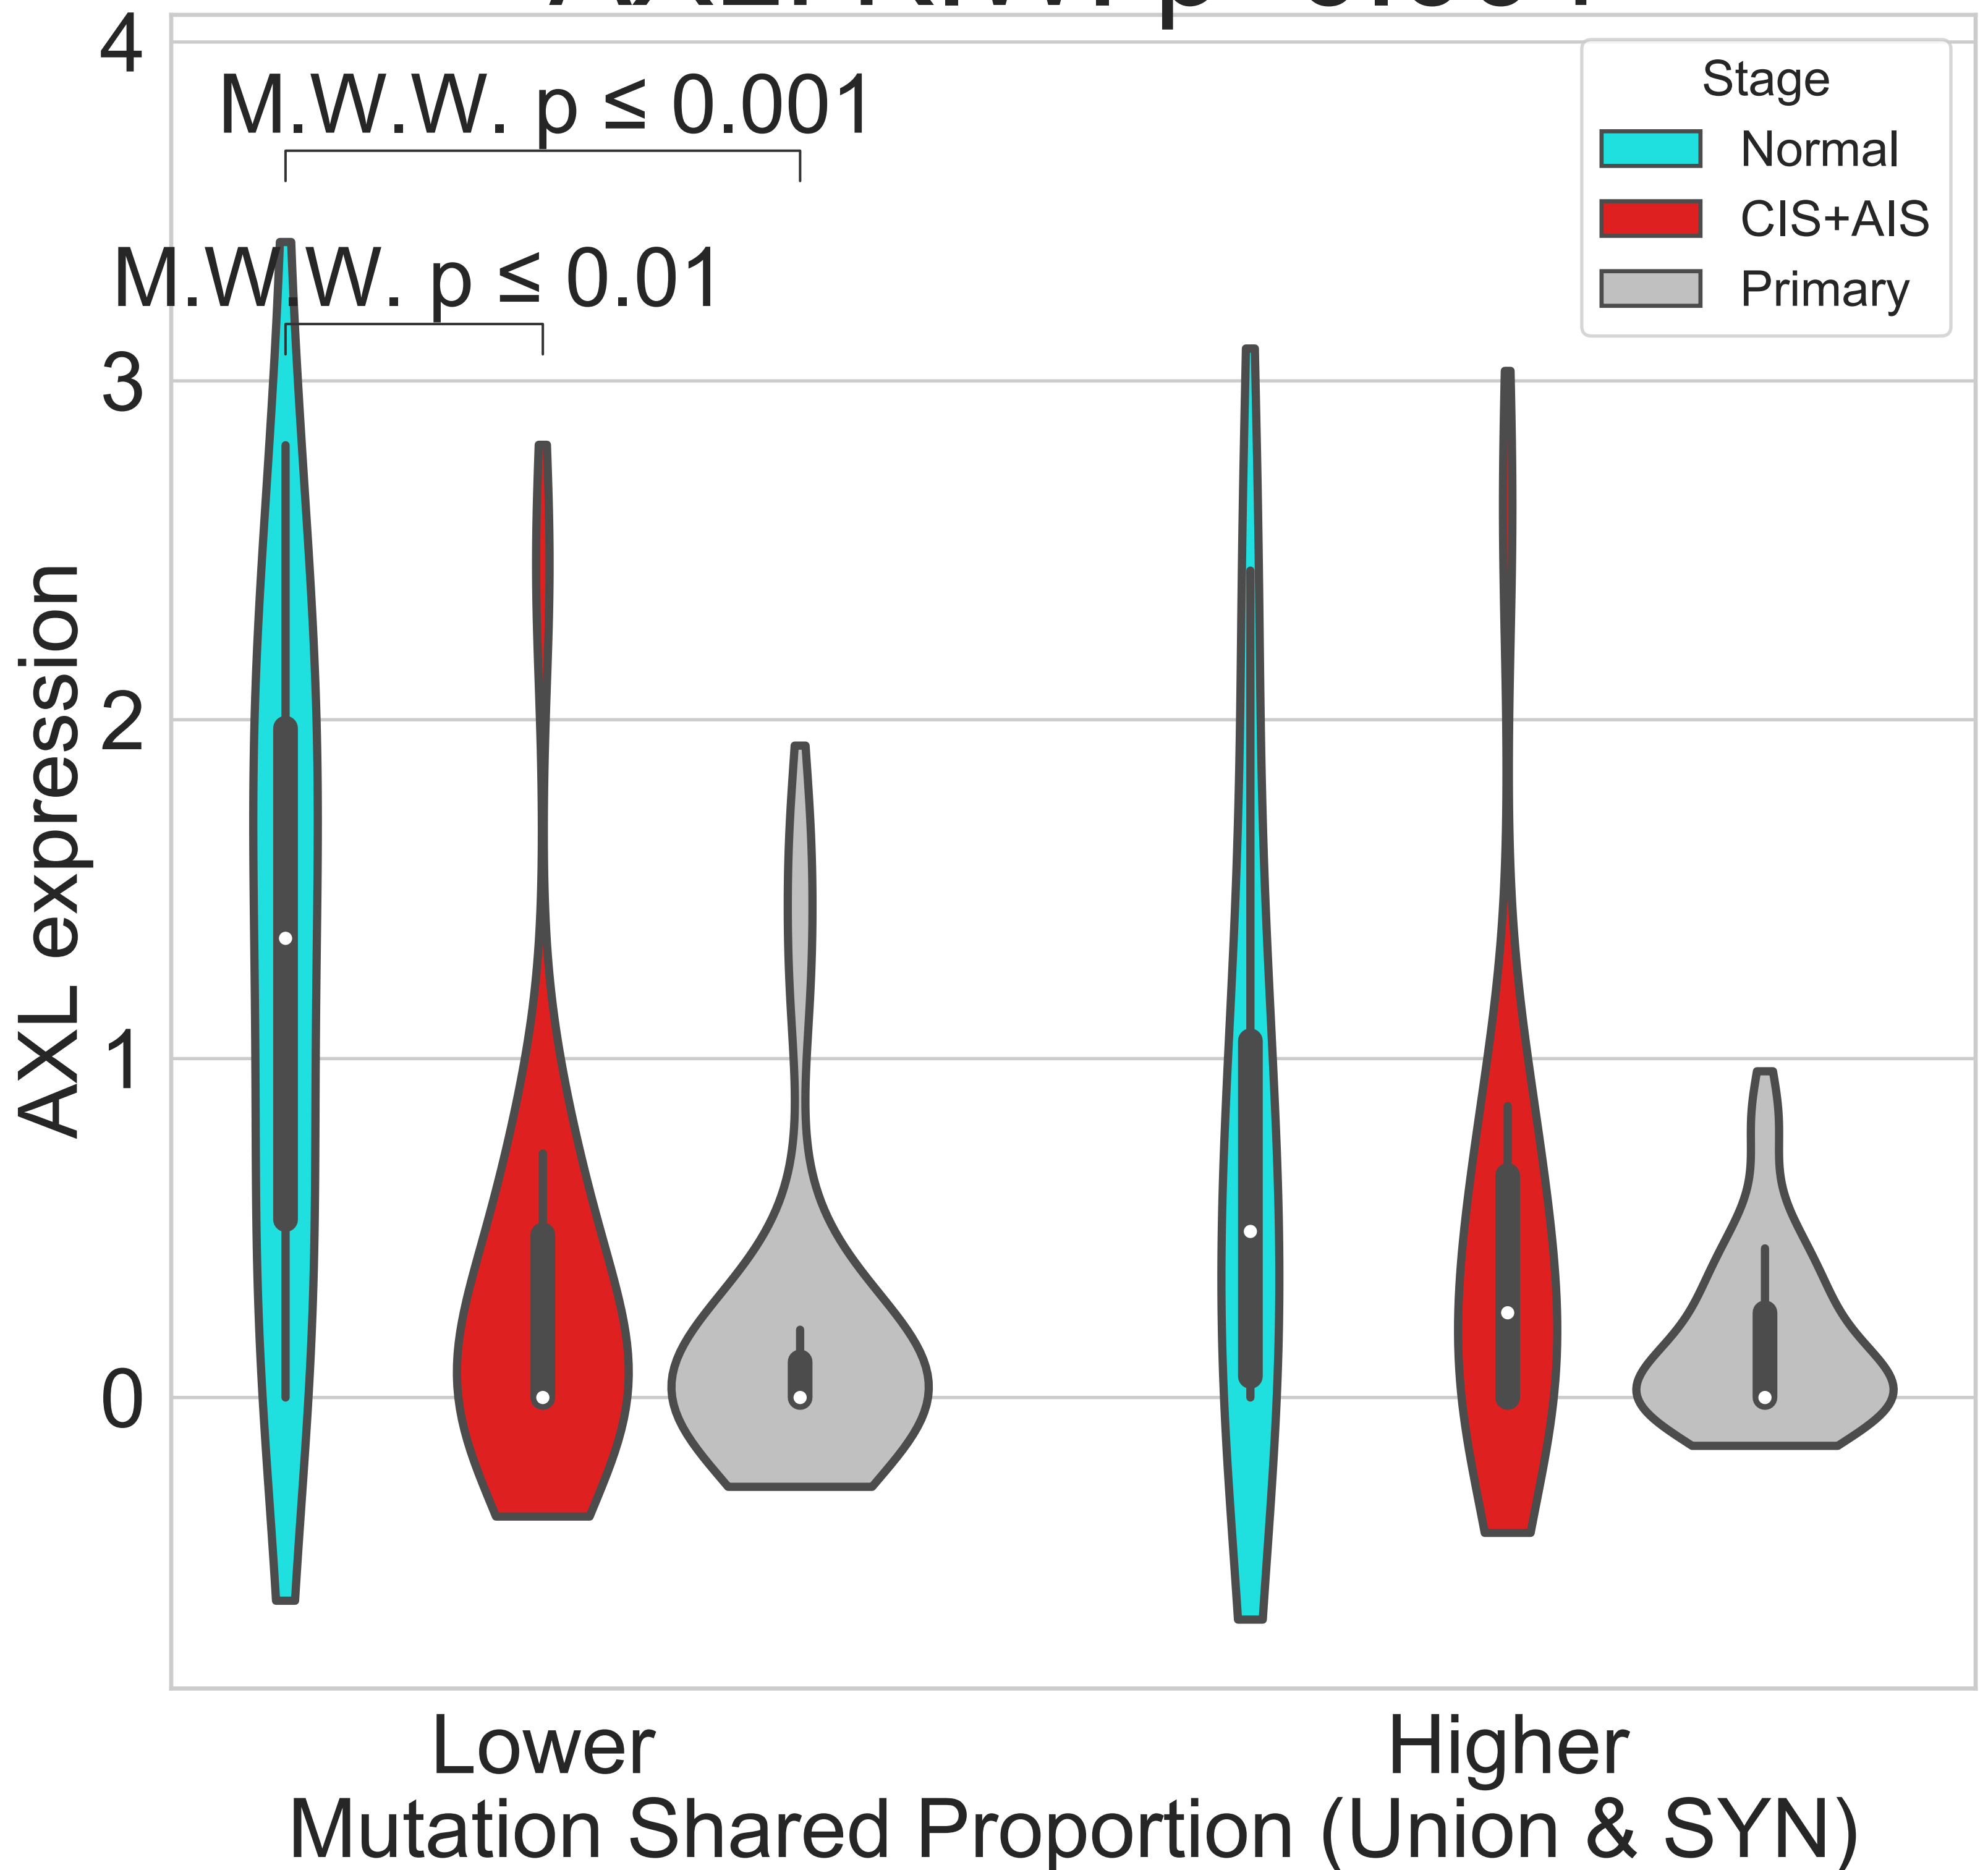 4
M.W.W. p ≤ 0.001
M.W.W. p ≤ 0.01
3
2
1
0
AXL expression
Stage
Normal
CIS+AIS
Primary
Lower
Higher
Mutation Shared Proportion (Union & SYN)